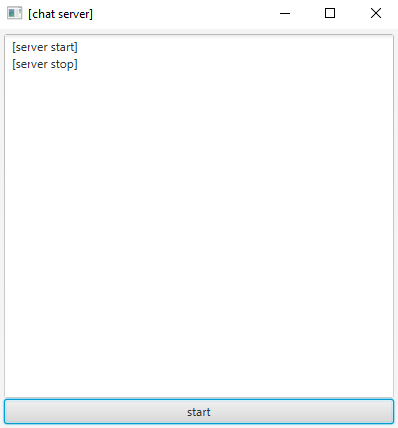 [chat server]
[server start]
[server stop]
start